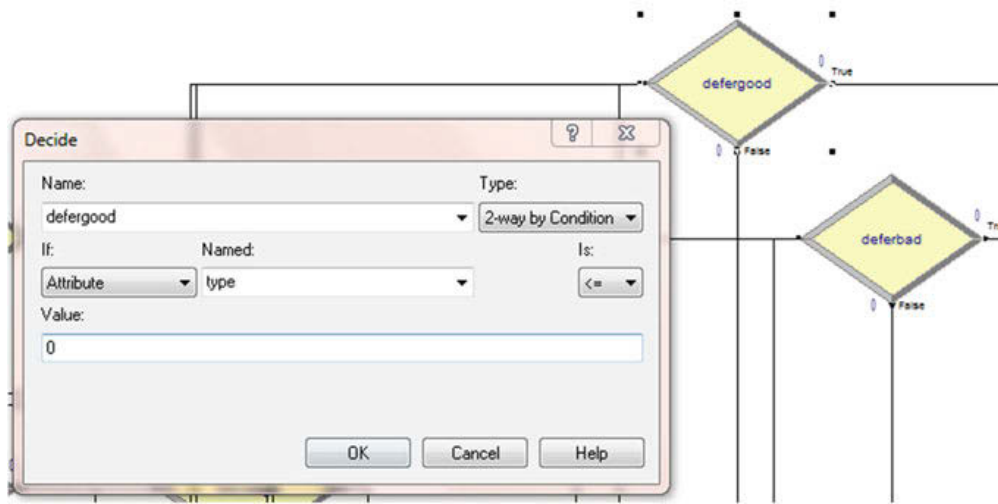 defergood
0
True
0
False
deferbad
0
0
False
Decide
Name:
Type:
defergood
2-way by Condition
If:
Named:
Is:
Attribute
type
<=
Value:
0
OK
Cancel
Help